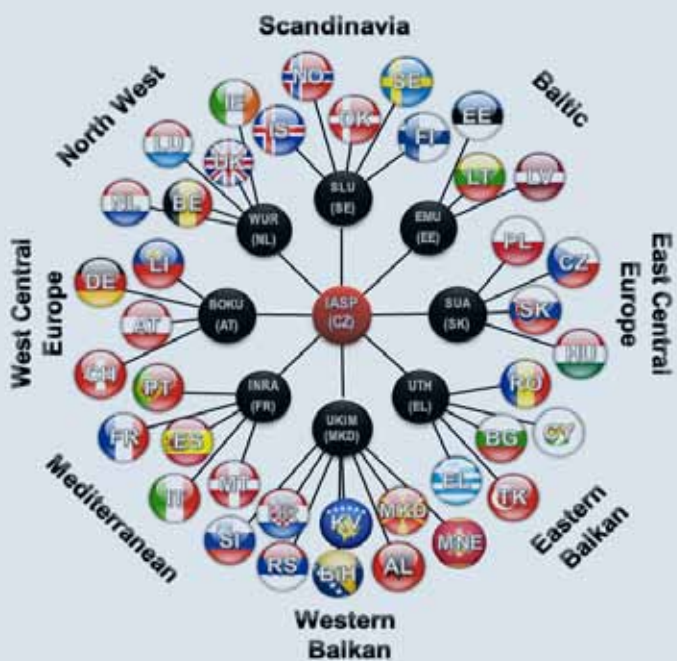 Scandinavia
North West
Baltic
West Central
Europe
East Central
Europe
Mediterranean
Eastern
Balkan
Western
Balkan
NO
SE
IE
IS
DK
FI
EE
LU
UK
LT
LV
NL
BE
WUR
(NL)
SLU
(SE)
EMU
(EE)
PL
CZ
SK
HU
DE
LI
AT
CH
BOKU
(AT)
IASP
(CZ)
SUA
(SK)
PT
FR
ES
IT
MT
INRA
(FR)
UKIM
(MKD)
UTH
(EL)
RO
BG
CY
EL
TK
SI
HR
RS
KV
BiH
MKD
AL
MNE